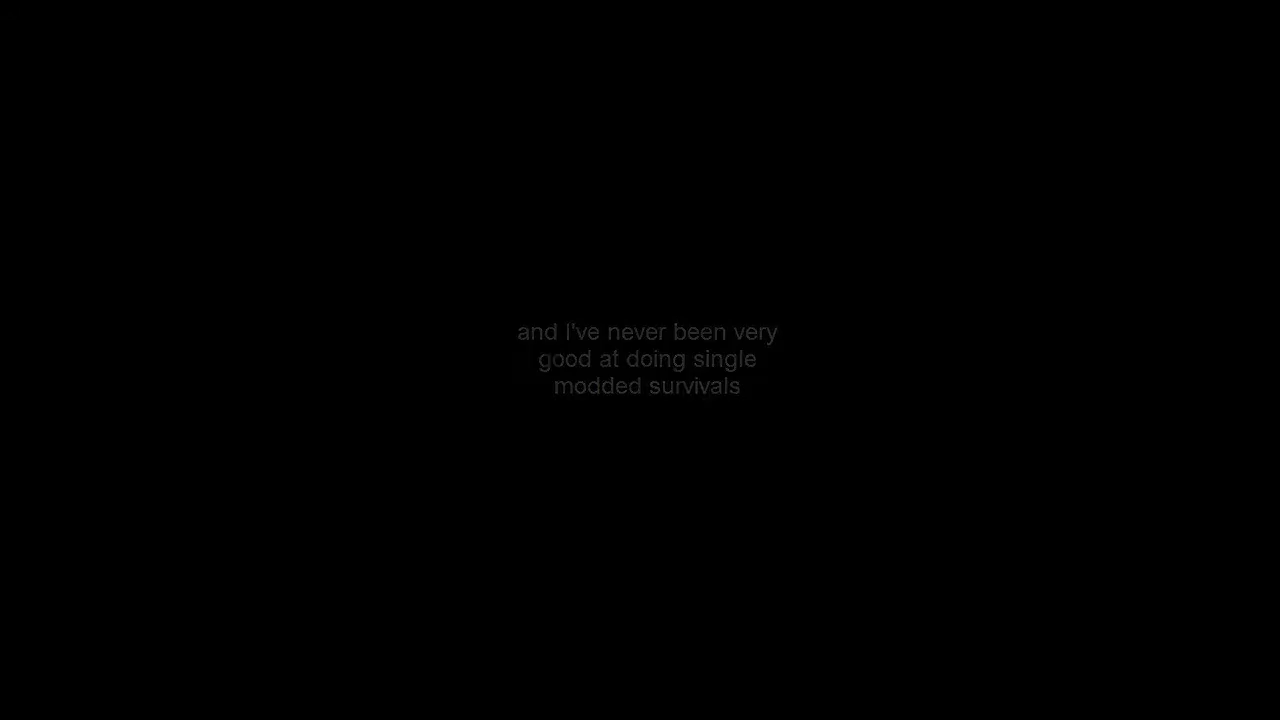 and I've never been very
good at doing single
modded survivals